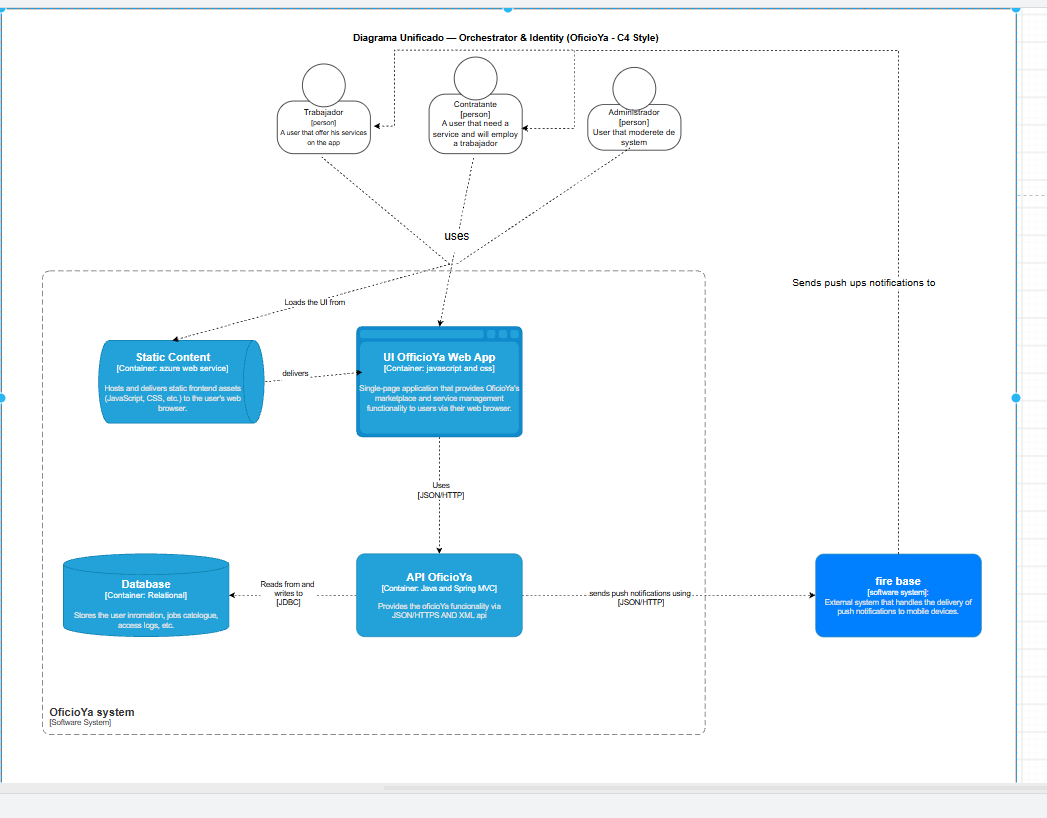 Diagrama Unificado — Orchestrator & Identity (OficioYa - C4 Style)
Trabajador
[person]
A user that offer his services
on the app
Contratante
[person]
A user that need a
service and will employ
a trabajador
Administrador
[person]
User that moderete de
system
uses
Sends push ups notifications to
Loads the UI from
Static Content
[Container: azure web service]
Hosts and delivers static frontend assets
(JavaScript, CSS, etc.) to the user's web
browser.
delivers
UI OfficioYa Web App
[Container: javascript and css]
Single-page application that provides OficioYa's
marketplace and service management
functionality to users via their web browser.
Uses
[JSON/HTTP]
Database
[Container: Relational]
Stores the user inromation, jobs catalogue,
access logs, etc.
Reads from and
writes to
[JDBC]
API OficioYa
[Container: Java and Spring MVC]
Provides the oficioYa funcionality via
JSON/HTTPS AND XML api
sends push notifications using
[JSON/HTTP]
fire base
[software system]:
External system that handles the delivery of
push notifications to mobile devices.
OficioYa system
[Software System]